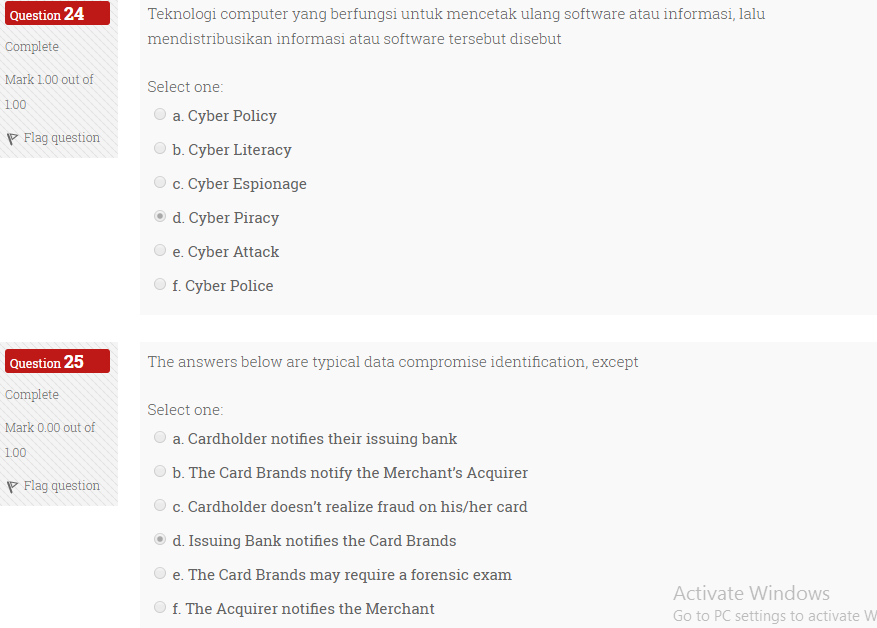 Question 24
Complete
Mark 1.00 out of
1.00
Flag question
Teknologi computer yang berfungsi untuk mencetak ulang software atau informasi, lalu
mendistribusikan informasi atau software tersebut disebut
Select one:
a. Cyber Policy
b. Cyber Literacy
c. Cyber Espionage
d. Cyber Piracy
e. Cyber Attack
f. Cyber Police
Question 25
Complete
Mark 0.00 out of
1.00
Flag question
The answers below are typical data compromise identification, except
Select one:
a. Cardholder notifies their issuing bank
b. The Card Brands notify the Merchant’s Acquirer
c. Cardholder doesn’t realize fraud on his/her card
d. Issuing Bank notifies the Card Brands
e. The Card Brands may require a forensic exam
f. The Acquirer notifies the Merchant
Activate Windows
Go to PC settings to activate W